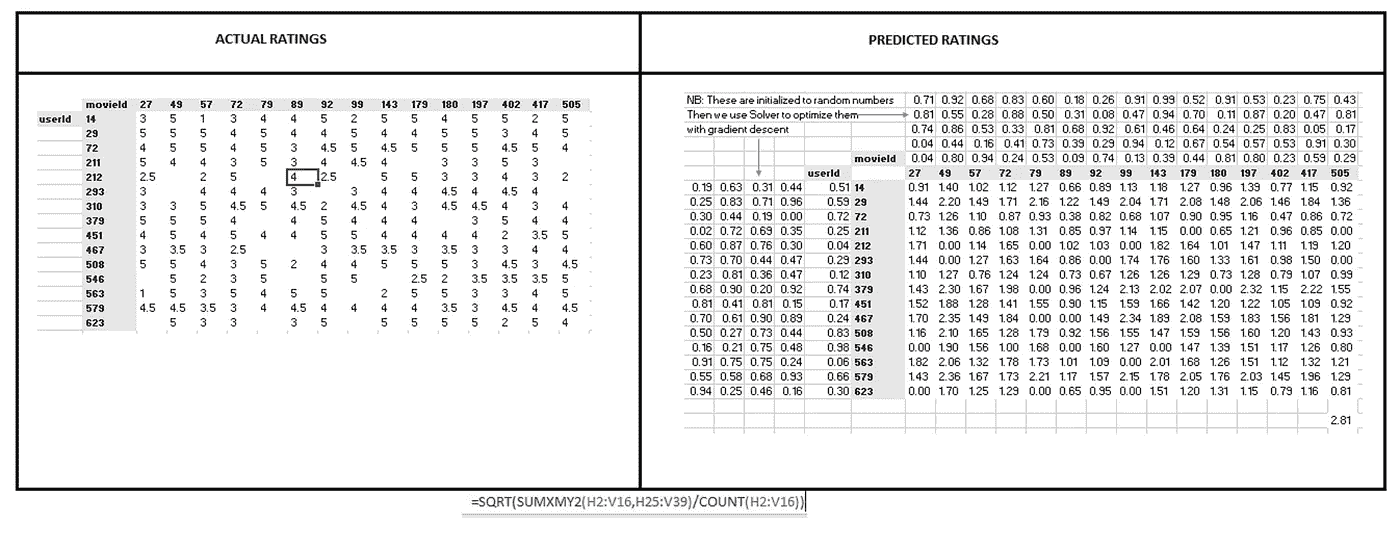 ACTUAL RATINGS
movieId 27 49 57 72 79 89 92 99 143 179 180 197 402 417 505
userId 14 3 5 1 3 4 4 5 2 5 5 4 5 5 2 5
29 5 5 5 4 5 4 4 5 4 4 5 5 3 4 5
72 4 5 5 4 5 3 4.5 5 4.5 5 5 5 4.5 5 4
211 5 4 4 3 5 3 4 4.5 4 3 3 5 3
212 2.5 2 5 4 2.5 5 5 3 3 4 3 2
293 3 4 4 4 3 3 4 4 4.5 4 4.5 4
310 3 3 5 4.5 5 4.5 2 4.5 4 3 4.5 4.5 4 3 4
379 5 5 5 4 4 5 4 4 4 3 5 4 4
451 4 5 4 5 4 4 5 5 4 4 4 4 2 3.5 5
467 3 3.5 3 2.5 3 3.5 3.5 3 3.5 3 3 4 4
508 5 5 4 3 5 2 4 4 5 5 5 3 4.5 3 4.5
546 5 2 3 5 5 5 2.5 2 3.5 3.5 3.5 5
563 1 5 3 5 4 5 5 2 5 5 3 3 4 5
579 4.5 4.5 3.5 3 4 4.5 4 4 4 4 3.5 3 4.5 4 4.5
623 5 3 3 3 5 5 5 5 5 2 5 4
PREDICTED RATINGS
NB: These are initialized to random numbers 0.71 0.92 0.68 0.83 0.60 0.18 0.26 0.91 0.99 0.52 0.91 0.53 0.23 0.75 0.43
Then we use Solver to optimize them 0.81 0.55 0.28 0.88 0.50 0.31 0.08 0.47 0.94 0.70 0.11 0.87 0.20 0.47 0.81
with gradient descent 0.74 0.86 0.53 0.33 0.81 0.68 0.92 0.61 0.46 0.64 0.24 0.25 0.83 0.05 0.17
0.04 0.44 0.16 0.41 0.73 0.39 0.29 0.94 0.12 0.67 0.54 0.57 0.53 0.91 0.30
movieId 0.04 0.80 0.94 0.24 0.53 0.09 0.74 0.13 0.39 0.44 0.81 0.80 0.23 0.59 0.29
userId 27 49 57 72 79 89 92 99 143 179 180 197 402 417 505
0.19 0.63 0.31 0.44 0.51 14 0.91 1.40 1.02 1.12 1.27 0.66 0.89 1.13 1.18 1.27 0.96 1.39 0.77 1.15 0.92
0.25 0.83 0.71 0.96 0.59 29 1.44 2.20 1.49 1.71 2.16 1.22 1.49 2.04 1.71 2.08 1.48 2.06 1.46 1.84 1.36
0.30 0.44 0.19 0.00 0.72 72 0.73 1.26 1.10 0.87 0.93 0.38 0.82 0.68 1.07 0.90 0.95 1.16 0.47 0.86 0.72
0.02 0.72 0.69 0.35 0.25 211 1.12 1.36 0.86 1.08 1.31 0.85 0.97 1.14 1.15 0.00 0.65 1.21 0.96 0.85 0.00
0.60 0.87 0.76 0.30 0.04 212 1.71 0.00 1.14 1.65 0.00 1.02 1.03 0.00 1.82 1.64 1.01 1.47 1.11 1.19 1.20
0.73 0.70 0.44 0.47 0.29 293 1.44 0.00 1.27 1.63 1.64 0.86 0.00 1.74 1.76 1.60 1.33 1.61 0.98 1.50 0.00
0.23 0.81 0.36 0.47 0.12 310 1.10 1.27 0.76 1.24 1.24 0.73 0.67 1.26 1.26 1.29 0.73 1.28 0.79 1.07 0.99
0.68 0.90 0.20 0.92 0.74 379 1.43 2.30 1.67 1.98 0.00 0.96 1.24 2.13 2.02 2.07 0.00 2.32 1.15 2.22 1.55
0.81 0.41 0.81 0.15 0.17 451 1.52 1.88 1.28 1.41 1.55 0.90 1.15 1.59 1.66 1.42 1.20 1.22 1.05 1.09 0.92
0.70 0.61 0.90 0.89 0.24 467 1.70 2.35 1.49 1.84 0.00 0.00 1.49 2.34 1.89 2.08 1.59 1.83 1.56 1.81 1.29
0.50 0.27 0.73 0.44 0.83 508 1.16 2.10 1.65 1.28 1.79 0.92 1.56 1.55 1.47 1.59 1.56 1.60 1.20 1.43 0.93
0.16 0.21 0.75 0.48 0.98 546 0.00 1.90 1.56 1.00 1.68 0.00 1.60 1.27 0.00 1.47 1.39 1.51 1.17 1.26 0.80
0.91 0.75 0.75 0.24 0.06 563 1.82 2.06 1.32 1.78 1.73 1.01 1.09 0.00 2.01 1.68 1.26 1.51 1.12 1.32 1.21
0.55 0.58 0.68 0.93 0.66 579 1.43 2.36 1.67 1.73 2.21 1.17 1.57 2.15 1.78 2.05 1.76 2.03 1.45 1.96 1.29
0.94 0.25 0.46 0.16 0.30 623 0.00 1.70 1.25 1.29 0.00 0.65 0.95 0.00 1.51 1.20 1.31 1.15 0.79 1.16 0.81
2.81
=SQRT(SUMXMY2(H2:V16,H25:V39)/COUNT(H2:V16))